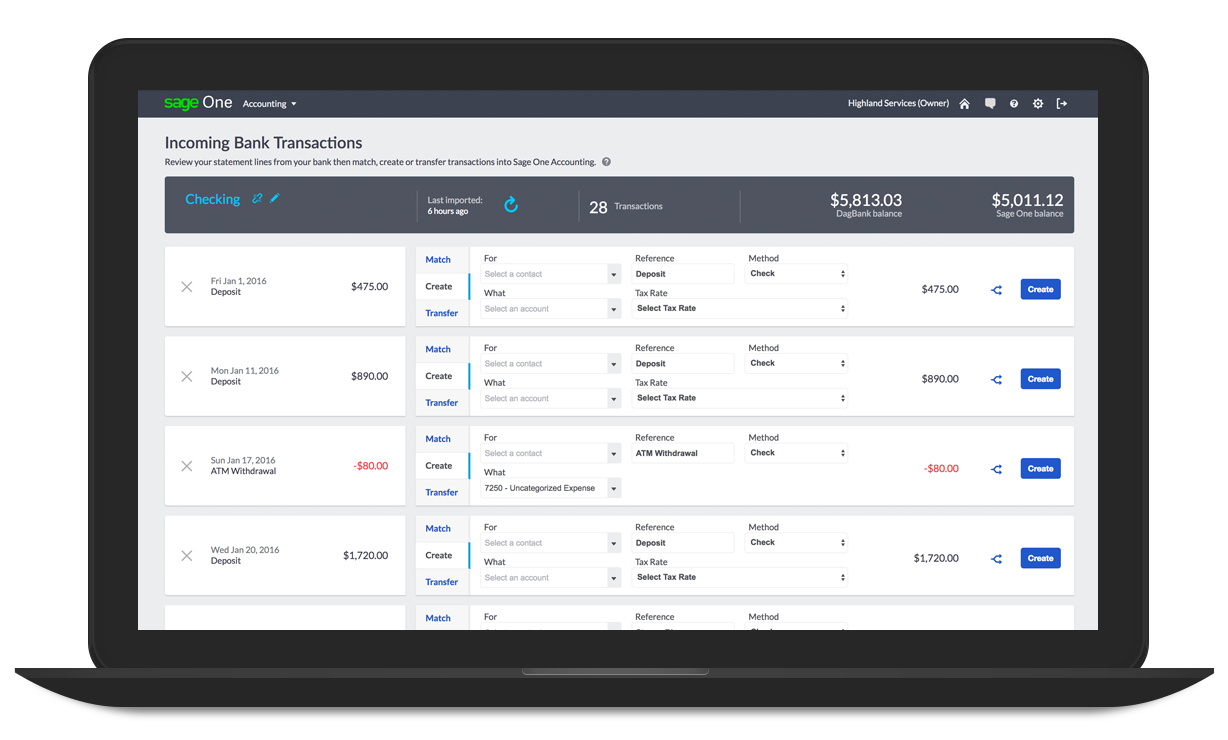 sage One Accounting Highland Services (Owner)
Incoming Bank Transactions
Review your statement lines from your bank then match, create or transfer transactions into Sage One Accounting.
Checking
Last imported:
6 hours ago
28 Transactions
$5,813.03
DagBank balance
$5,011.12
Sage One balance
Fri Jan 1, 2016
Deposit
$475.00
Match
Create
Transfer
For
Select a contact
What
Select an account
Reference
Deposit
Tax Rate
Select Tax Rate
Method
Check
$475.00
Create
Mon Jan 11, 2016
Deposit
$890.00
Match
Create
Transfer
For
Select a contact
What
Select an account
Reference
Deposit
Tax Rate
Select Tax Rate
Method
Check
$890.00
Create
Sun Jan 17, 2016
ATM Withdrawal
-$80.00
Match
Create
Transfer
For
Select a contact
What
7250 - Uncategorized Expense
Reference
ATM Withdrawal
Method
Check
-$80.00
Create
Wed Jan 20, 2016
Deposit
$1,720.00
Match
Create
Transfer
For
Select a contact
What
Select an account
Reference
Deposit
Tax Rate
Select Tax Rate
Method
Check
$1,720.00
Create
Match
For
Reference
Method